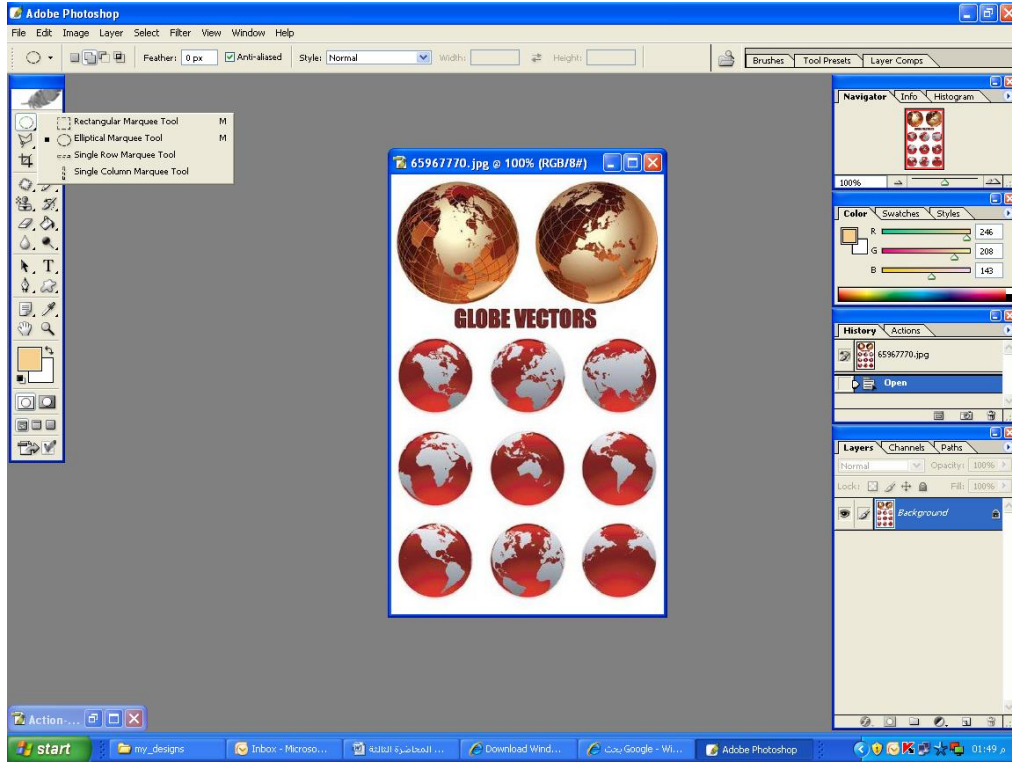 Adobe Photoshop
File Edit Image Layer Select Filter View Window Help
Feather: 0 px Anti-aliased Style: Normal Width: Height: Brushes Tool Presets Layer Comps
Rectangular Marquee Tool M
Elliptical Marquee Tool M
Single Row Marquee Tool
Single Column Marquee Tool
65967770.jpg @ 100% (RGB/8#)
GLOBE VECTORS
Navigator Info Histogram
100%
Color Swatches Styles
R 246
G 208
B 143
History Actions
65967770.jpg
Open
Layers Channels Paths
Normal Opacity: 100%
Lock: Fill: 100%
Background
Action-...
start my_designs Inbox - Microso... المحاضرة الثالثة ... Download Wind... بحث Google - Wi... Adobe Photoshop 01:49 م